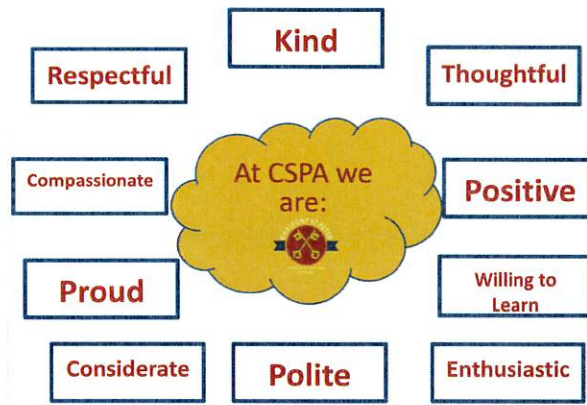 Kind
Respectful
Thoughtful
At CSPA we
are:
Compassionate
Positive
Proud
Willing to
Learn
Considerate
Polite
Enthusiastic